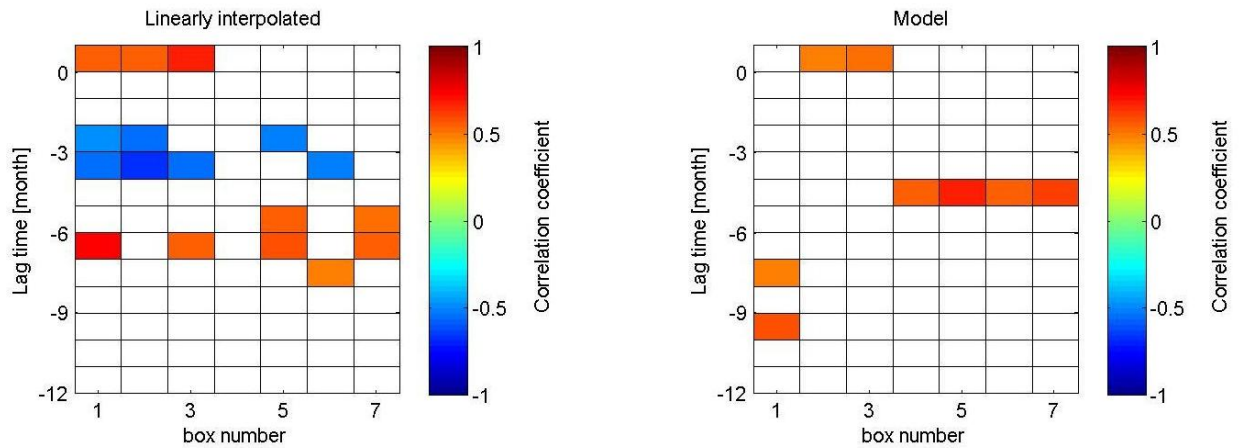 Linearly interpolated
0
-3
-6
-9
-12
Lag time [month]
1 3 5 7
box number
1
0.5
0
-0.5
-1
Correlation coefficient
Model
0
-3
-6
-9
-12
Lag time [month]
1 3 5 7
box number
1
0.5
0
-0.5
-1
Correlation coefficient